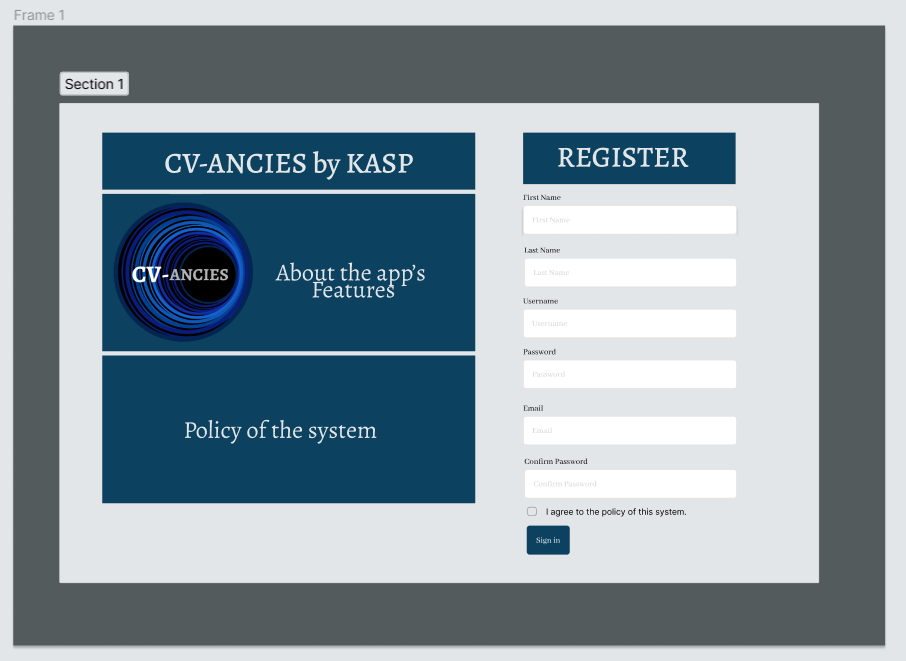 Frame 1
Section 1
CV-ANCIES by KASP
CV-ANCIES
About the app's
Features
Policy of the system
REGISTER
First Name
First Name
Last Name
Last Name
Username
Username
Password
Password
Email
Email
Confirm Password
Confirm Password
I agree to the policy of this system.
Sign in